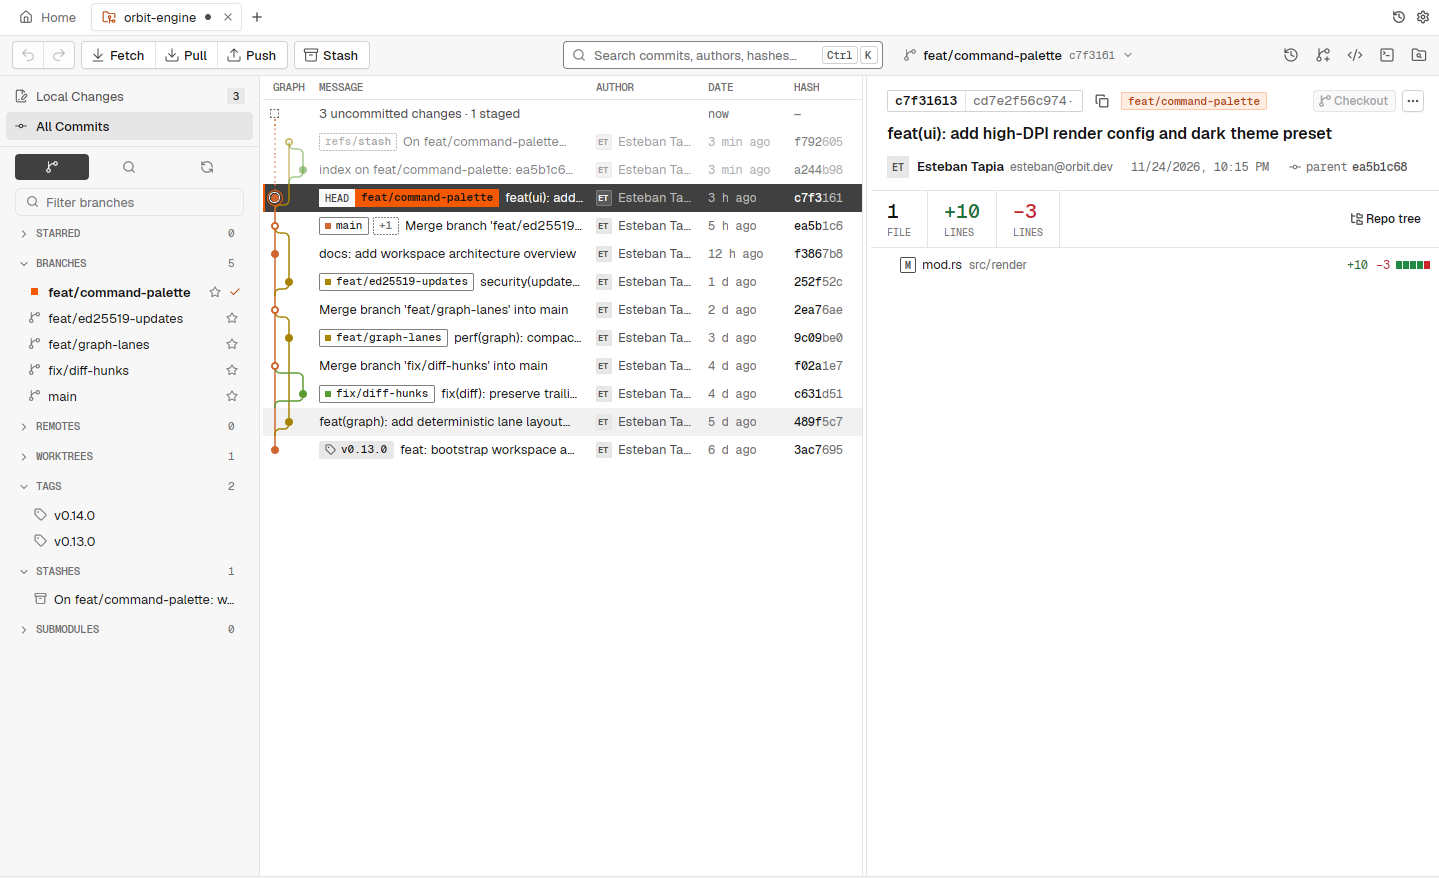 Home
orbit-engine
Fetch
Pull
Push
Stash
Search commits, authors, hashes...
Ctrl
K
feat/command-palette c7f3161
Local Changes
3
All Commits
Filter branches
STARRED 0
BRANCHES 5
feat/command-palette
feat/ed25519-updates
feat/graph-lanes
fix/diff-hunks
main
REMOTES 0
WORKTREES 1
TAGS 2
v0.14.0
v0.13.0
STASHES 1
On feat/command-palette: w...
SUBMODULES 0
GRAPH MESSAGE AUTHOR DATE HASH
3 uncommitted changes · 1 staged now –
refs/stash On feat/command-palette... ET Esteban Ta... 3 min ago f792605
index on feat/command-palette: ea5b1c6... ET Esteban Ta... 3 min ago a244b98
HEAD feat/command-palette feat(ui): add... ET Esteban Ta... 3 h ago c7f3161
main +1 Merge branch 'feat/ed25519... ET Esteban Ta... 5 h ago ea5b1c6
docs: add workspace architecture overview ET Esteban Ta... 12 h ago f3867b8
feat/ed25519-updates security(update... ET Esteban Ta... 1 d ago 252f52c
Merge branch 'feat/graph-lanes' into main ET Esteban Ta... 2 d ago 2ea76ae
feat/graph-lanes perf(graph): compac... ET Esteban Ta... 3 d ago 9c09be0
Merge branch 'fix/diff-hunks' into main ET Esteban Ta... 4 d ago f02a1e7
fix/diff-hunks fix(diff): preserve traili... ET Esteban Ta... 4 d ago c631d51
feat(graph): add deterministic lane layout... ET Esteban Ta... 5 d ago 489f5c7
v0.13.0 feat: bootstrap workspace a... ET Esteban Ta... 6 d ago 3ac7695
c7f31613 cd7e2f56c974· feat/command-palette Checkout
feat(ui): add high-DPI render config and dark theme preset
ET Esteban Tapia esteban@orbit.dev 11/24/2026, 10:15 PM parent ea5b1c68
1 +10 −3
FILE LINES LINES
Repo tree
M mod.rs src/render +10 −3